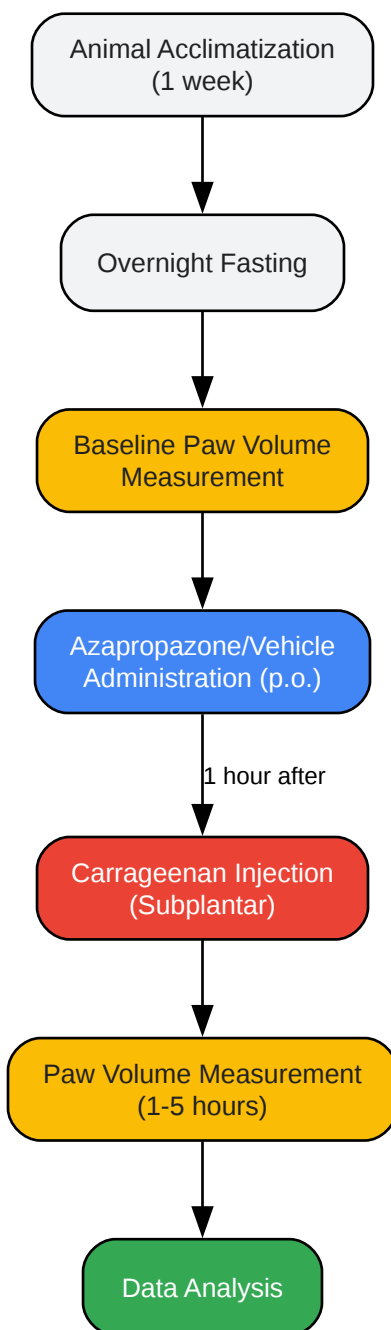 Animal Acclimatization
(1 week)
Overnight Fasting
Baseline Paw Volume
Measurement
Azapropazone/Vehicle
Administration (p.o.)
1 hour after
Carrageenan Injection
(Subplantar)
Paw Volume Measurement
(1-5 hours)
Data Analysis